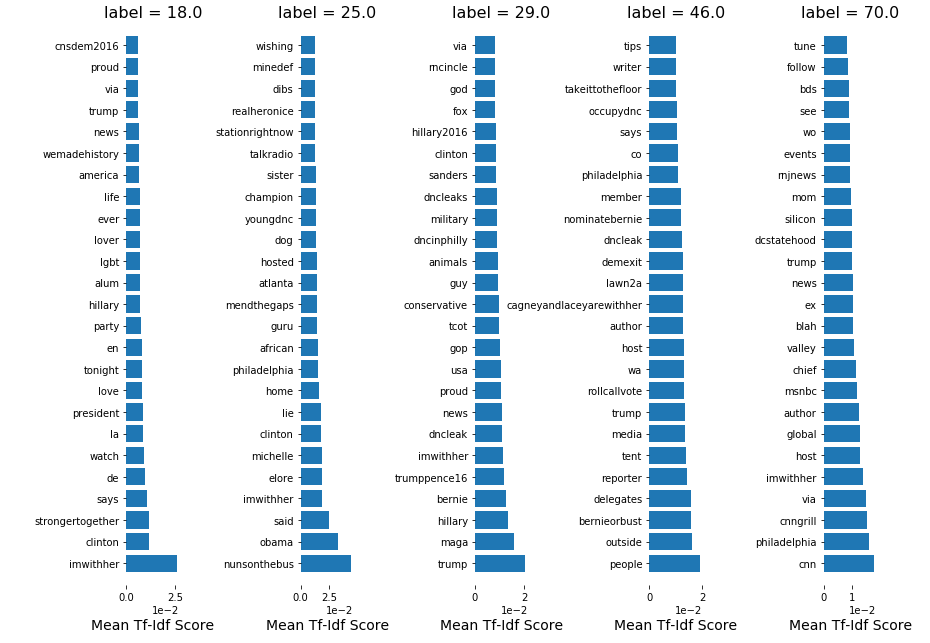 label = 18.0
cnsdem2016
proud
via
trump
news
wemadehistory
america
life
ever
lover
lgbt
alum
hillary
party
en
tonight
love
president
la
watch
de
says
strongertogether
clinton
imwithher
0.0 2.5
1e−2
Mean Tf-Idf Score
label = 25.0
wishing
minedef
dibs
realheronice
stationrightnow
talkradio
sister
champion
youngdnc
dog
hosted
atlanta
mendthegaps
guru
african
philadelphia
home
lie
clinton
michelle
elore
imwithher
said
obama
nunsonthebus
0.0 2.5
1e−2
Mean Tf-Idf Score
label = 29.0
via
rncincle
god
fox
hillary2016
clinton
sanders
dncleaks
military
dncinphilly
animals
guy
conservative
tcot
gop
usa
proud
news
dncleak
imwithher
trumppence16
bernie
hillary
maga
trump
0 2
1e−2
Mean Tf-Idf Score
label = 46.0
tips
writer
takeittothefloor
occupydnc
says
co
philadelphia
member
nominatebernie
dncleak
demexit
lawn2a
cagneyandlaceyarewithher
author
host
wa
rollcallvote
trump
media
tent
reporter
delegates
bernieorbust
outside
people
0 2
1e−2
Mean Tf-Idf Score
label = 70.0
tune
follow
bds
see
wo
events
rnjnews
mom
silicon
dcstatehood
trump
news
ex
blah
valley
chief
msnbc
author
global
host
imwithher
via
cnngrill
philadelphia
cnn
0 1
1e−2
Mean Tf-Idf Score